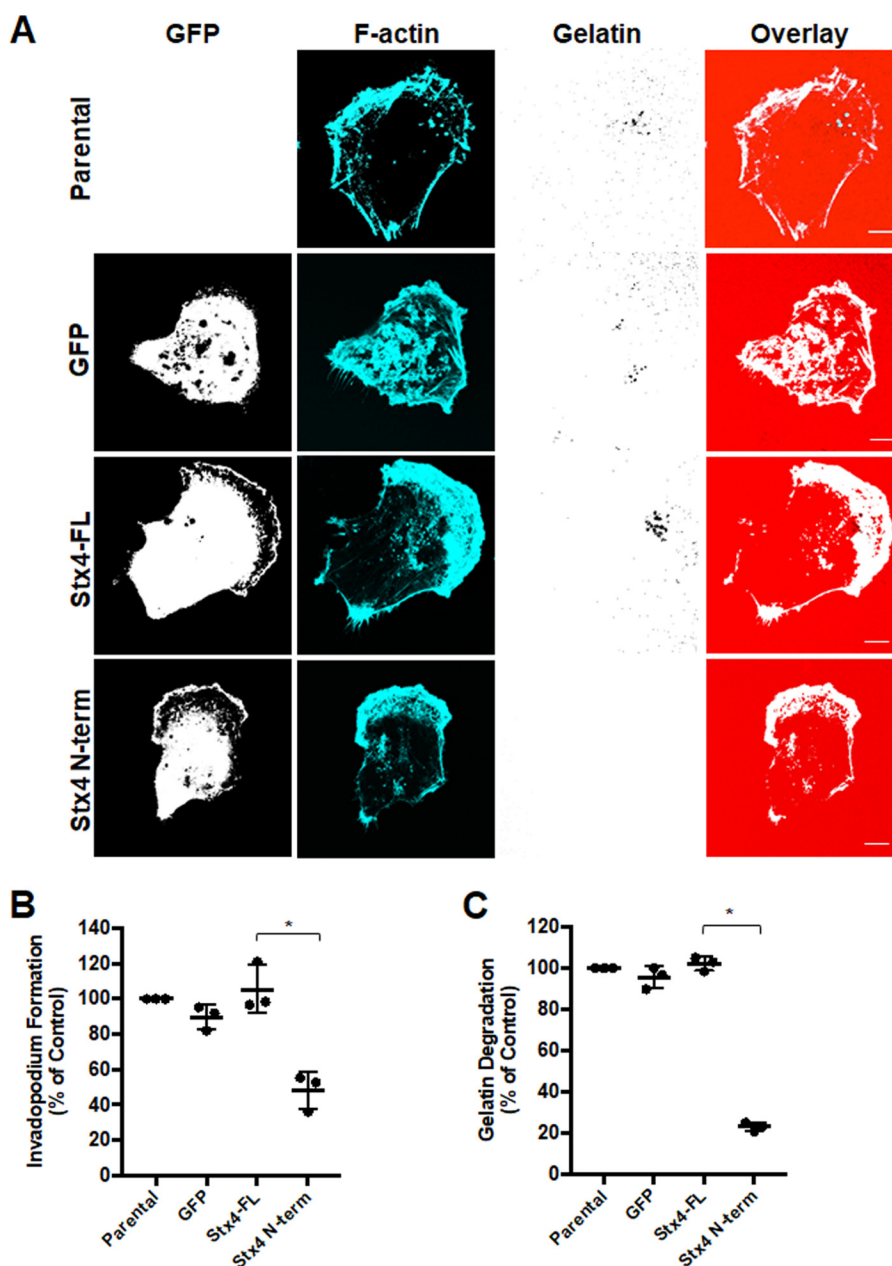 A
GFP F-actin Gelatin Overlay
Parental
GFP
Stx4-FL
Stx4 N-term
B
Invadopodium Formation
(% of Control)
140
120
100
80
60
40
20
0
*
Parental
GFP
Stx4-FL
Stx4 N-term
C
Gelatin Degradation
(% of Control)
120
100
80
60
40
20
0
*
Parental
GFP
Stx4-FL
Stx4 N-term